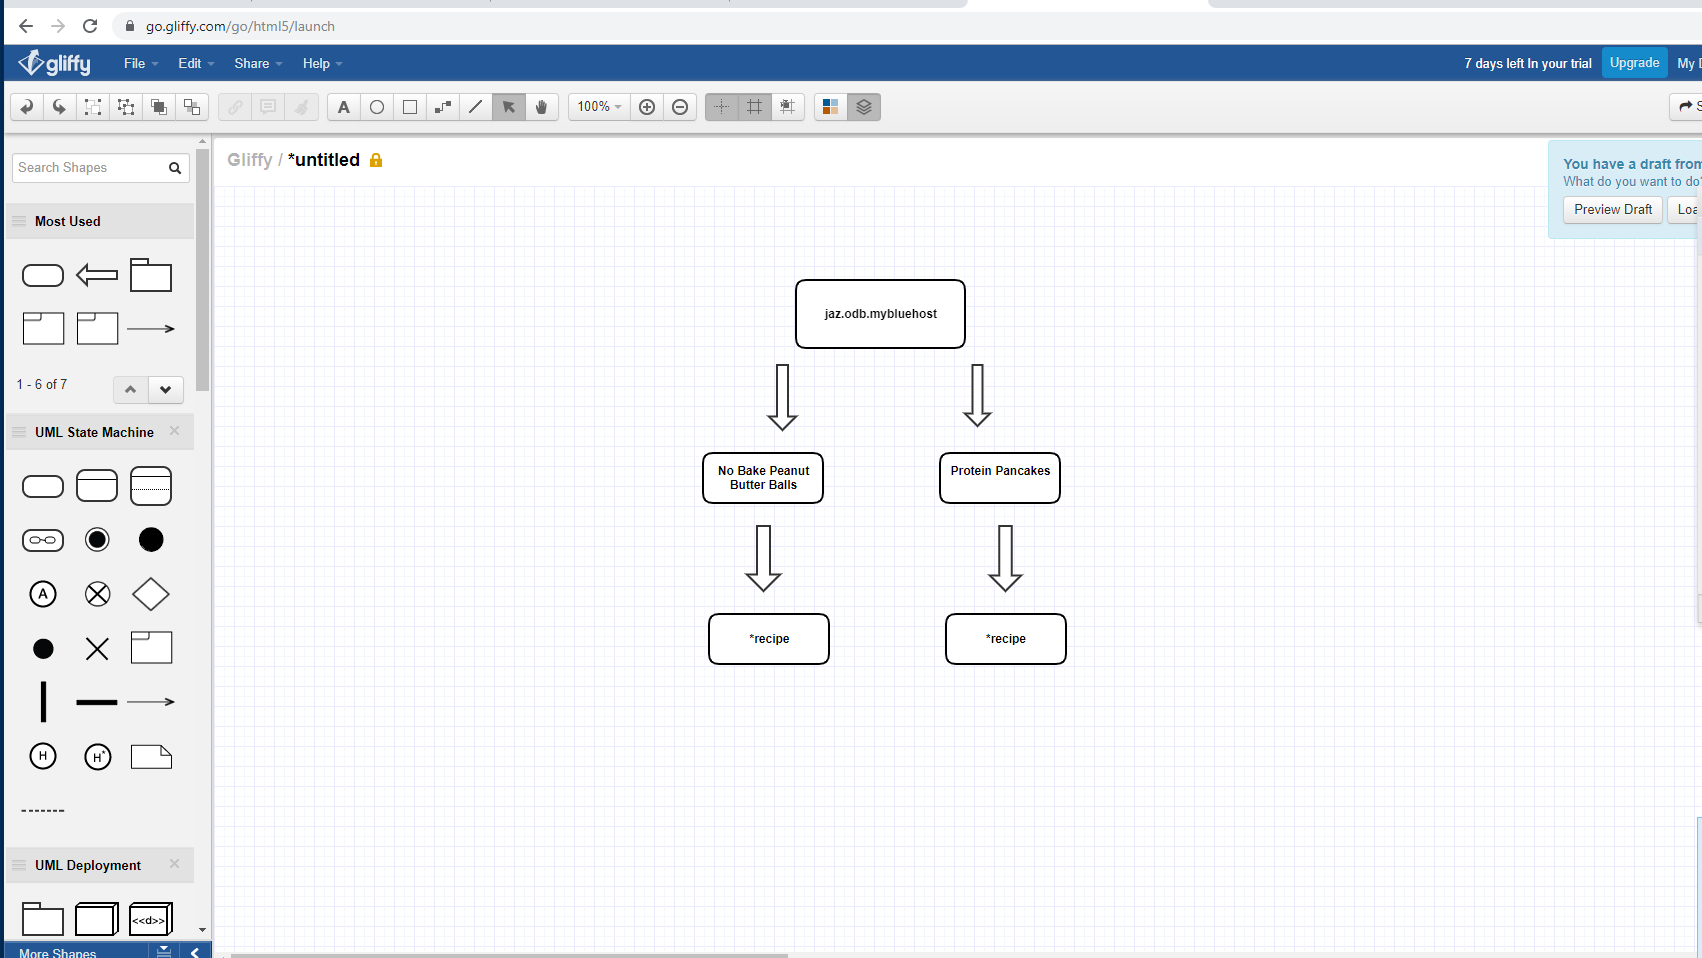 go.gliffy.com/go/html5/launch
gliffy
File
Edit
Share
Help
7 days left In your trial
Upgrade
My
A
100%
Search Shapes
Gliffy / *untitled
You have a draft from
What do you want to do?
Preview Draft
Most Used
1 - 6 of 7
UML State Machine
A
H
H*
UML Deployment
<<d>>
More Shapes
jaz.odb.mybluehost
No Bake Peanut
Butter Balls
Protein Pancakes
*recipe
*recipe